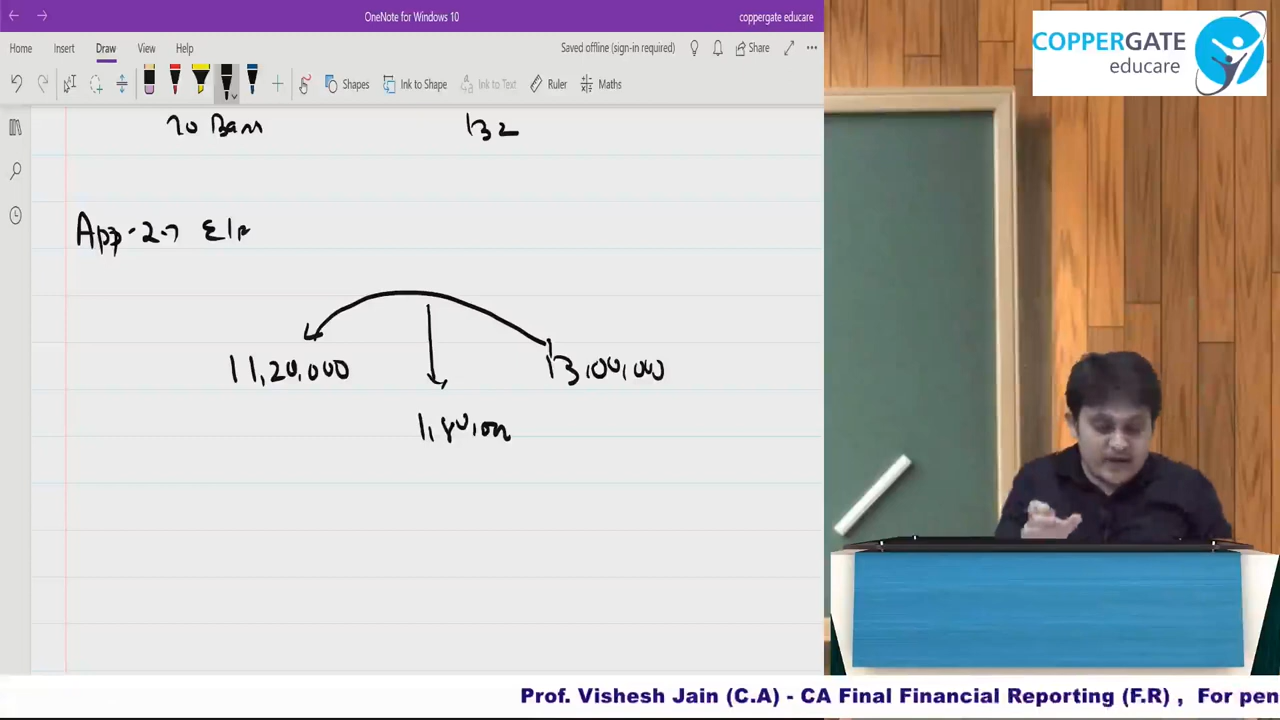 OneNote for Windows 10
coppergate educare
Home Insert Draw View Help
Saved offline (sign-in required) Share
Shapes Ink to Shape Ink to Text Ruler Maths
COPPERGATE
educare
132
App-2
11,20,000 13,00,000
Prof. Vishesh Jain (C.A) - CA Final Financial Reporting (F.R) , For pen